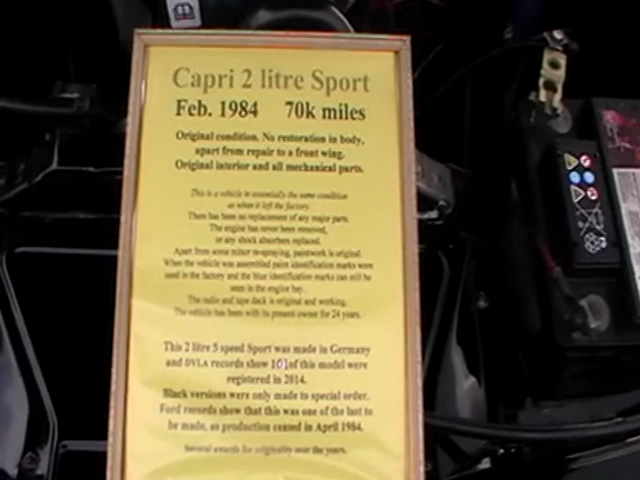 Capri 2 litre Sport
Feb. 1984 70k miles
Original condition. No restoration in body,
apart from repair to a front wing.
Original interior and all mechanical parts.
This is a vehicle in essentially the same condition
as when it left the factory.
There has been no replacement of any major parts.
The engine has never been removed,
or any shock absorbers replaced.
Apart from some minor re-spraying, paintwork is original.
When the vehicle was assembled paint identification marks were
used in the factory and the blue identification marks can still be
seen in the engine bay.
The radio and tape deck is original and working.
The vehicle has been with its present owner for 24 years.
This 2 litre 5 speed Sport was made in Germany
and DVLA records show 101 of this model were
registered in 2014.
Black versions were only made to special order.
Ford records show that this was one of the last to
be made, as production ceased in April 1984.
Several awards for originality over the years.